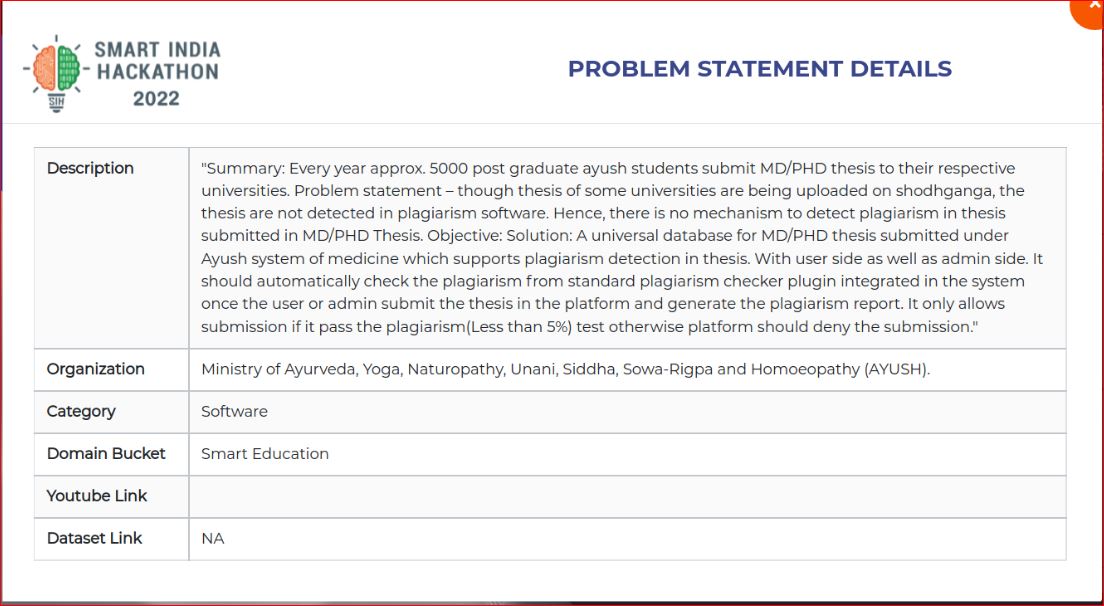 SMART INDIA
HACKATHON
2022
SIH
PROBLEM STATEMENT DETAILS
Description
"Summary: Every year approx. 5000 post graduate ayush students submit MD/PHD thesis to their respective
universities. Problem statement – though thesis of some universities are being uploaded on shodhganga, the
thesis are not detected in plagiarism software. Hence, there is no mechanism to detect plagiarism in thesis
submitted in MD/PHD Thesis. Objective: Solution: A universal database for MD/PHD thesis submitted under
Ayush system of medicine which supports plagiarism detection in thesis. With user side as well as admin side. It
should automatically check the plagiarism from standard plagiarism checker plugin integrated in the system
once the user or admin submit the thesis in the platform and generate the plagiarism report. It only allows
submission if it pass the plagiarism(Less than 5%) test otherwise platform should deny the submission."
Organization
Ministry of Ayurveda, Yoga, Naturopathy, Unani, Siddha, Sowa-Rigpa and Homoeopathy (AYUSH).
Category
Software
Domain Bucket
Smart Education
Youtube Link
Dataset Link
NA